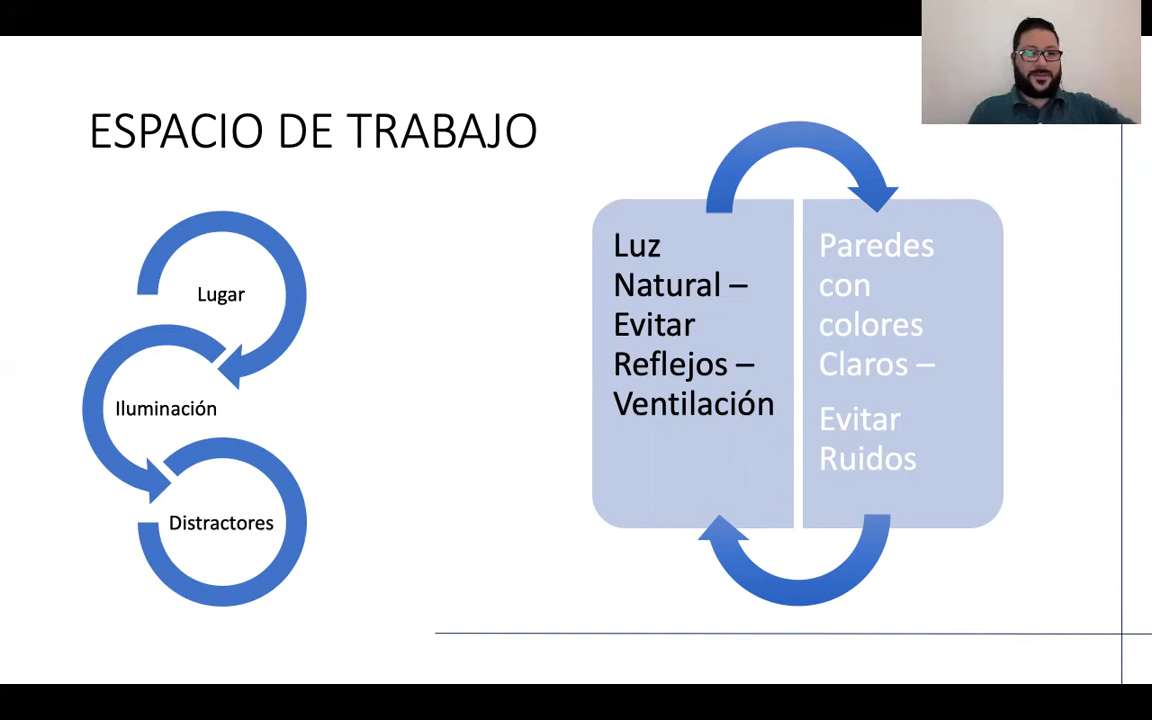 ESPACIO DE TRABAJO
Lugar
Iluminación
Distractores
Luz
Natural –
Evitar
Reflejos –
Ventilación
Paredes
con
colores
Claros –
Evitar
Ruidos